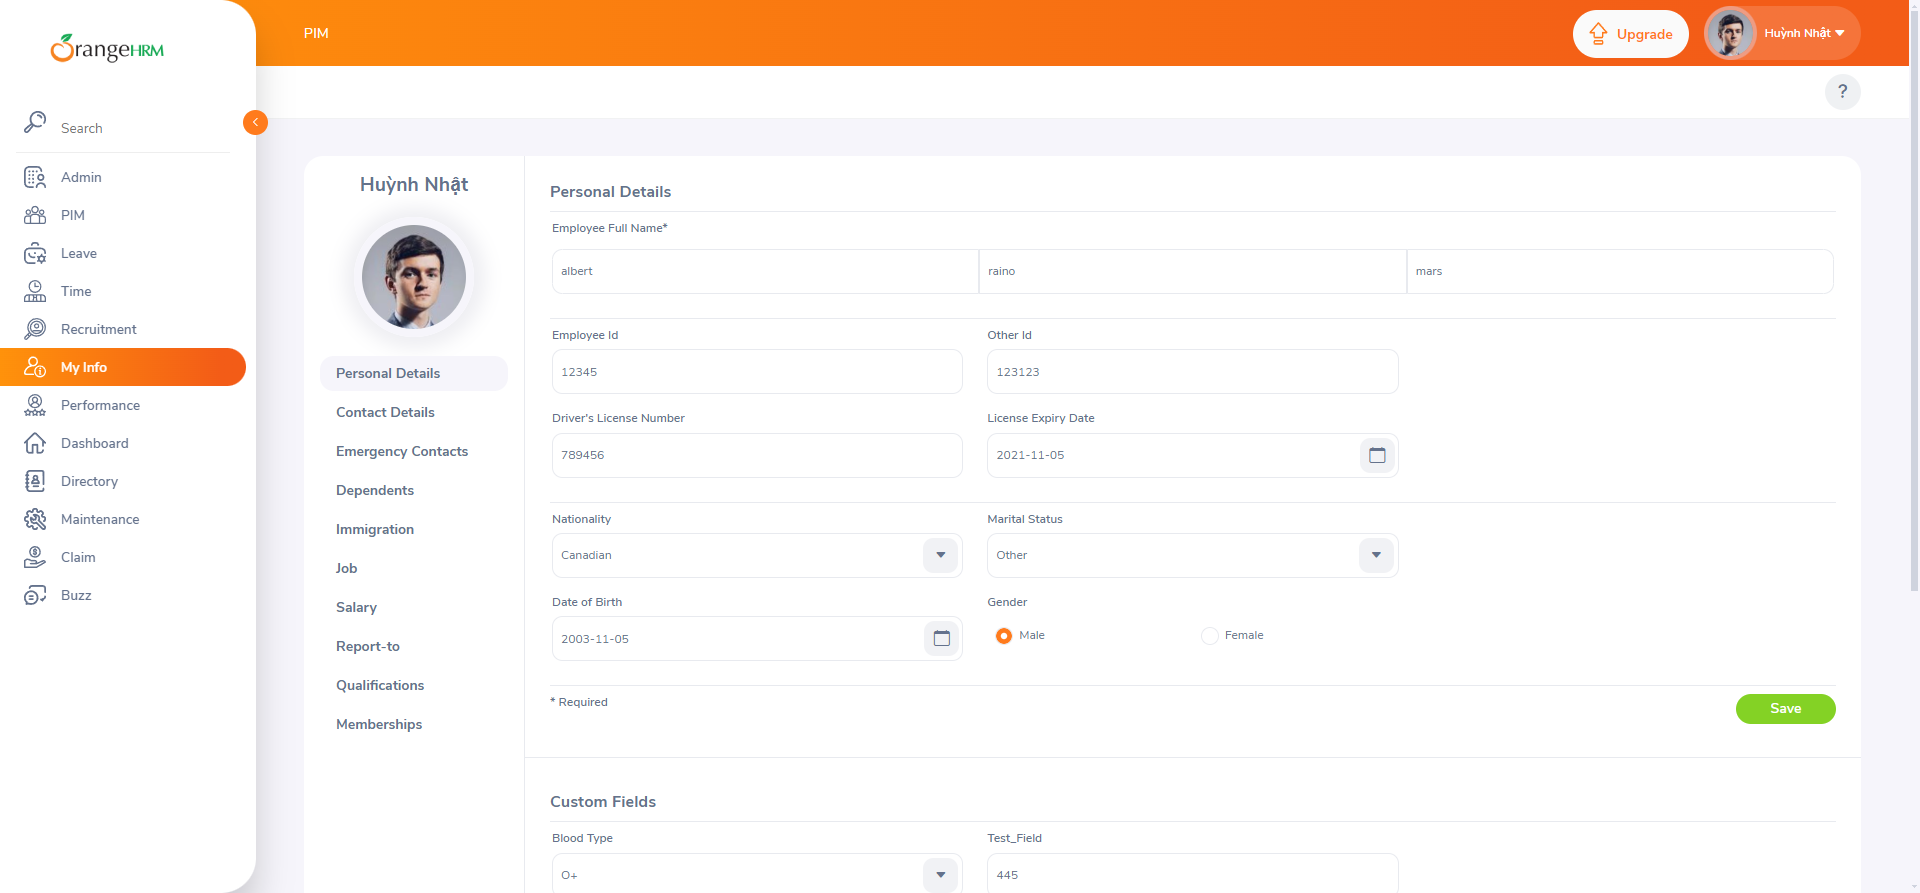 OrangeHRM
PIM
Upgrade
Huỳnh Nhật
?
Search
Admin
PIM
Leave
Time
Recruitment
My Info
Performance
Dashboard
Directory
Maintenance
Claim
Buzz
Huỳnh Nhật
Personal Details
Contact Details
Emergency Contacts
Dependents
Immigration
Job
Salary
Report-to
Qualifications
Memberships
Personal Details
Employee Full Name*
albert raino mars
Employee Id Other Id
12345 123123
Driver's License Number License Expiry Date
789456 2021-11-05
Nationality Marital Status
Canadian Other
Date of Birth Gender
2003-11-05 Male Female
* Required Save
Custom Fields
Blood Type Test_Field
O+ 445